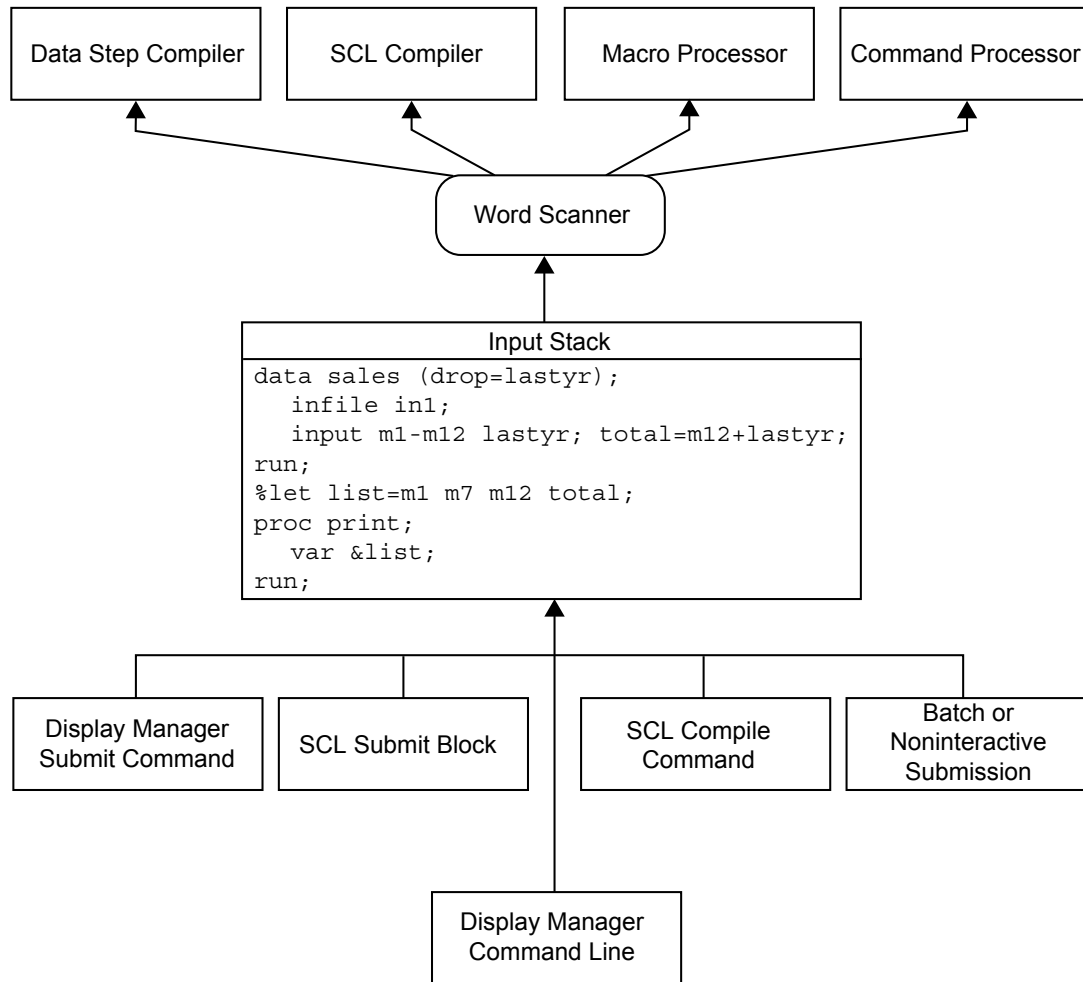 Data Step Compiler
SCL Compiler
Macro Processor
Command Processor
Word Scanner
Input Stack
data sales (drop=lastyr);
infile in1;
input m1-m12 lastyr; total=m12+lastyr;
run;
%let list=m1 m7 m12 total;
proc print;
var &list;
run;
Display Manager
Submit Command
SCL Submit Block
SCL Compile
Command
Batch or
Noninteractive
Submission
Display Manager
Command Line